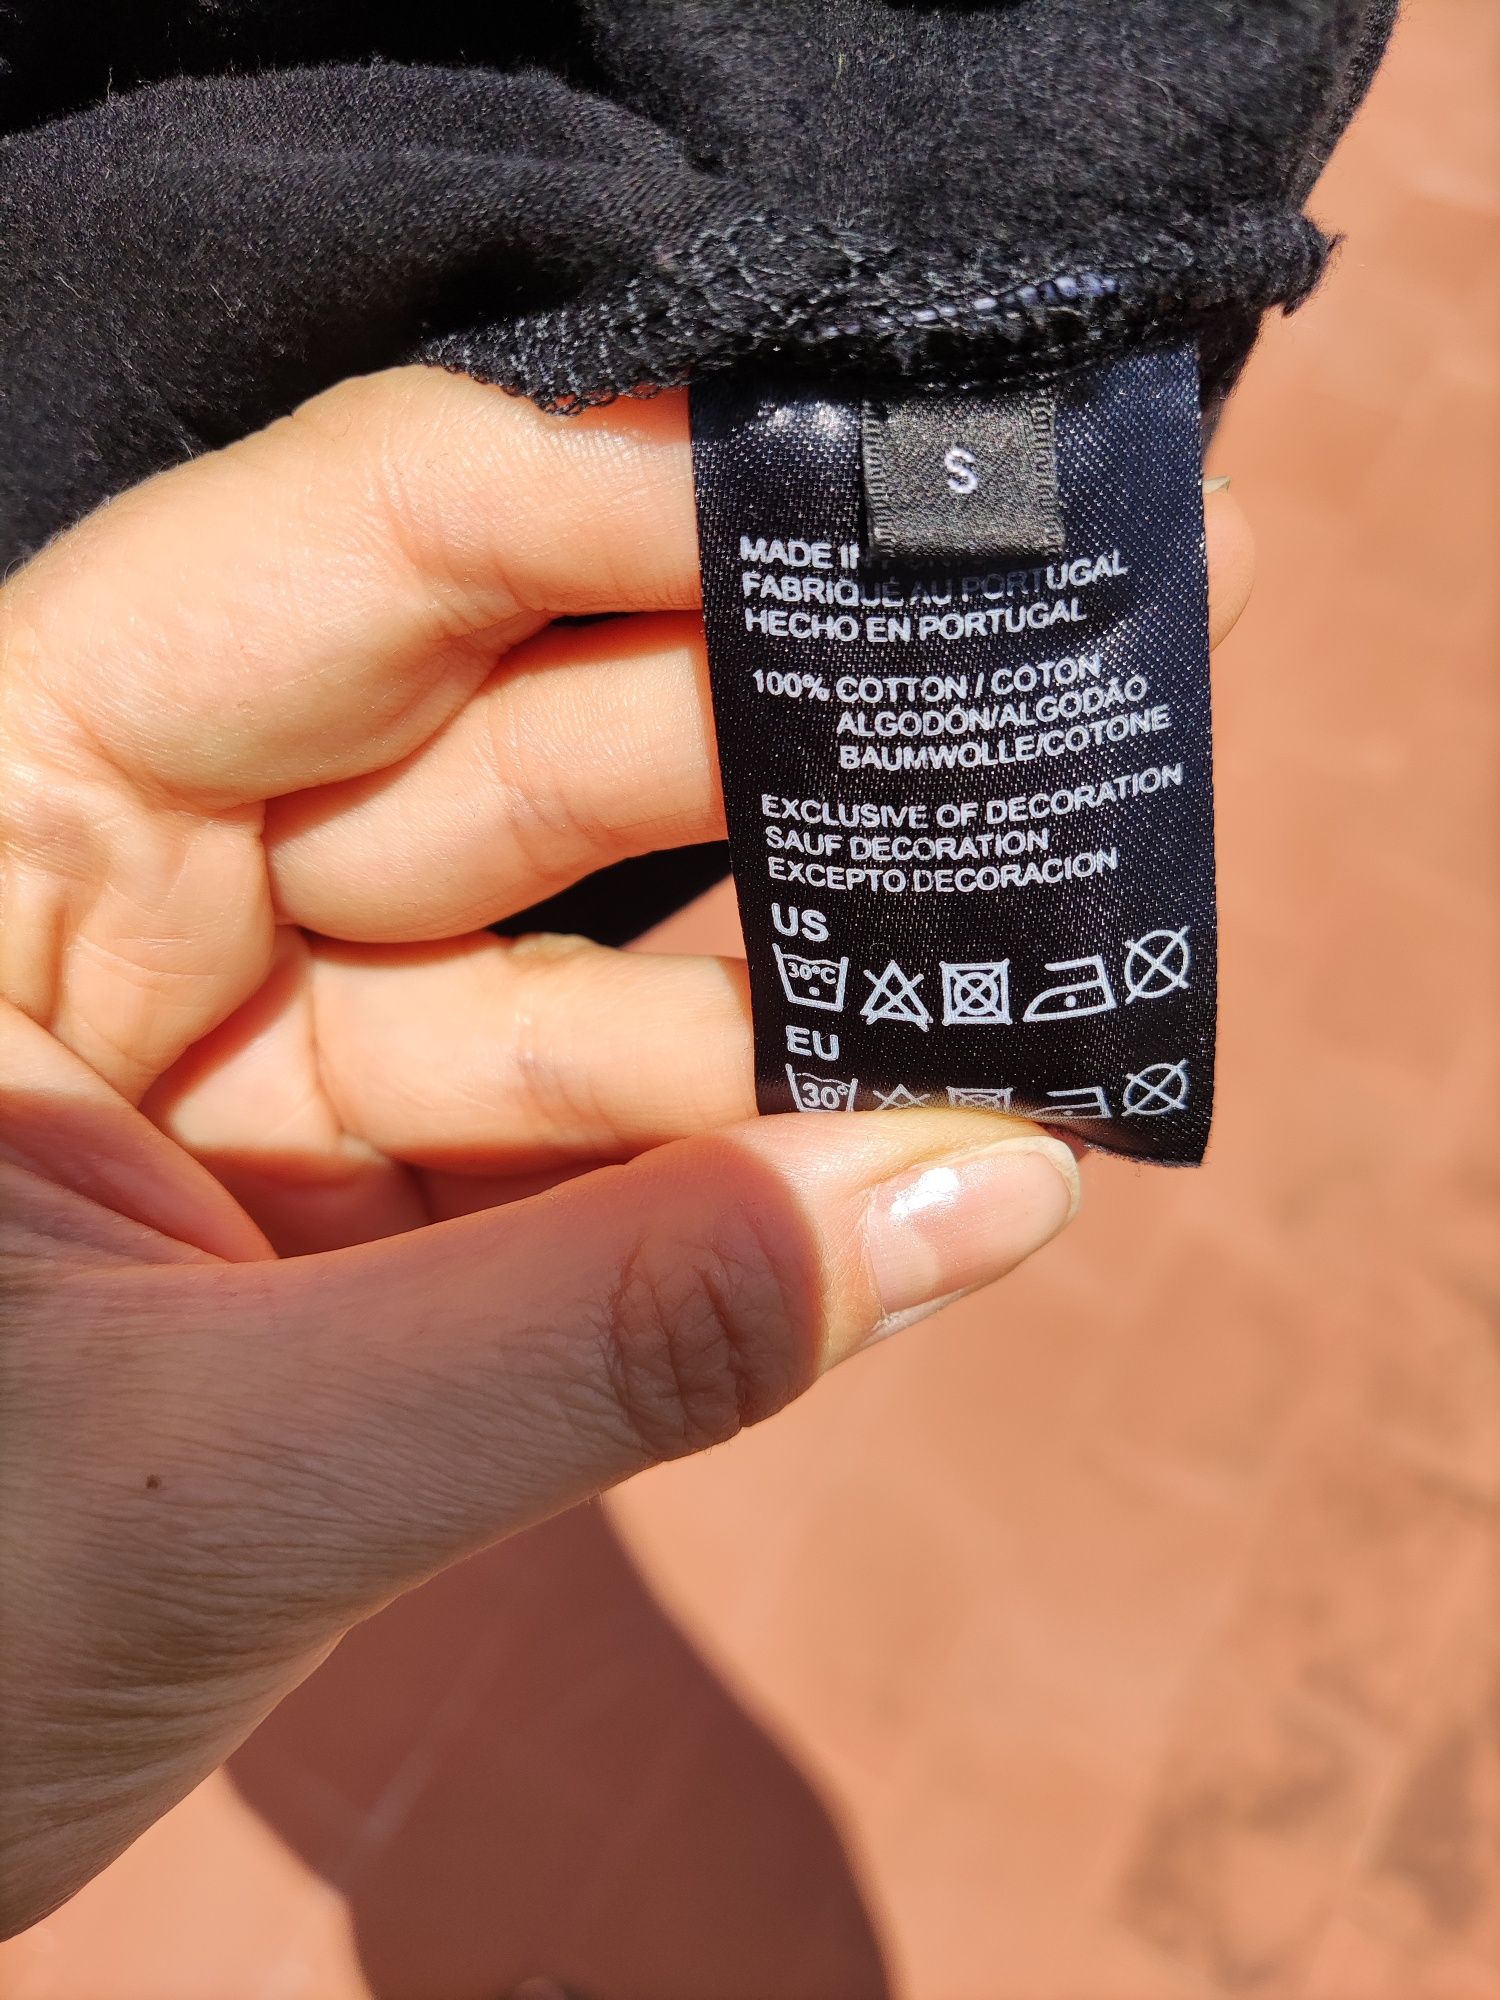 S
MADE IN
FABRIQUÉ AU PORTUGAL
HECHO EN PORTUGAL
100% COTTON / COTON
ALGODÓN/ALGODÃO
BAUMWOLLE/COTONE
EXCLUSIVE OF DECORATION
SAUF DECORATION
EXCEPTO DECORACION
US
30°C
EU
30°